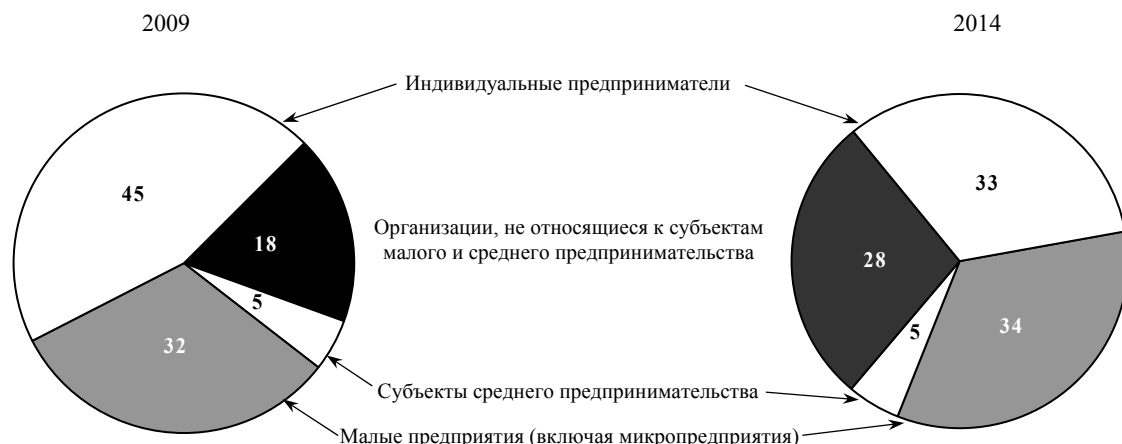 2009
2014
Индивидуальные предприниматели
45
33
18
Организации, не относящиеся к субъектам
малого и среднего предпринимательства
28
5
32
5
34
Субъекты среднего предпринимательства
Малые предприятия (включая микропредприятия)